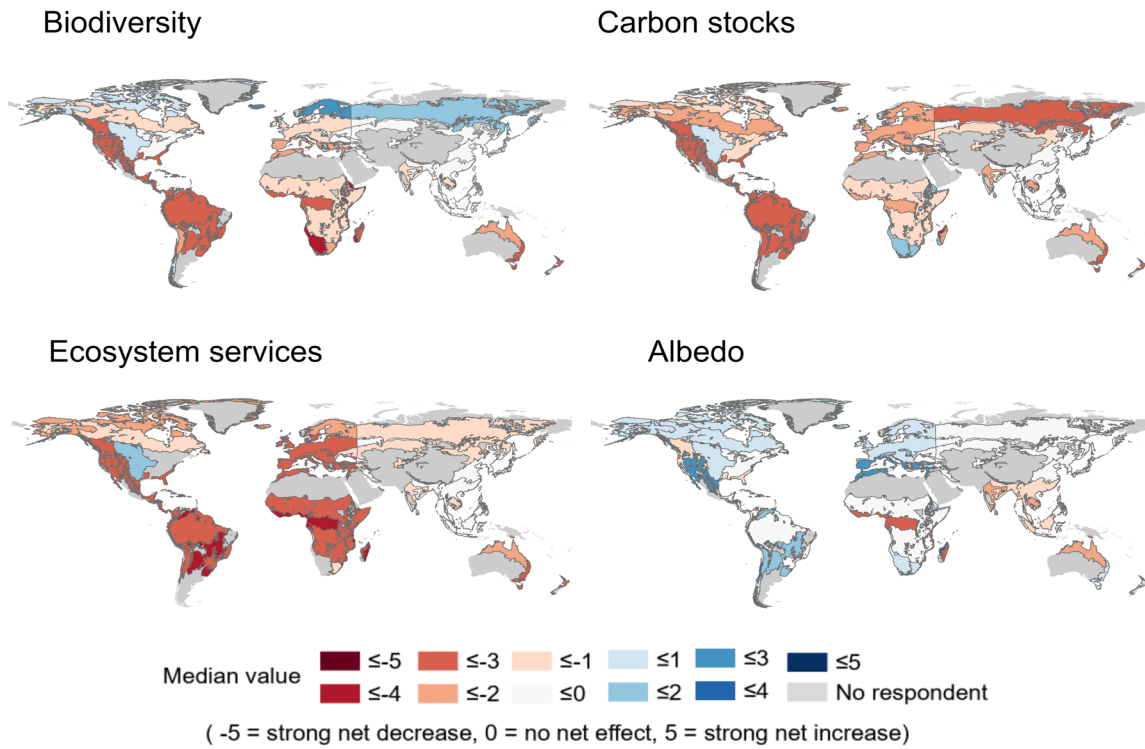 Biodiversity
Carbon stocks
Ecosystem services
Albedo
Median value
≤-5 ≤-3 ≤-1 ≤1 ≤3 ≤5
≤-4 ≤-2 ≤0 ≤2 ≤4 No respondent
( -5 = strong net decrease, 0 = no net effect, 5 = strong net increase)